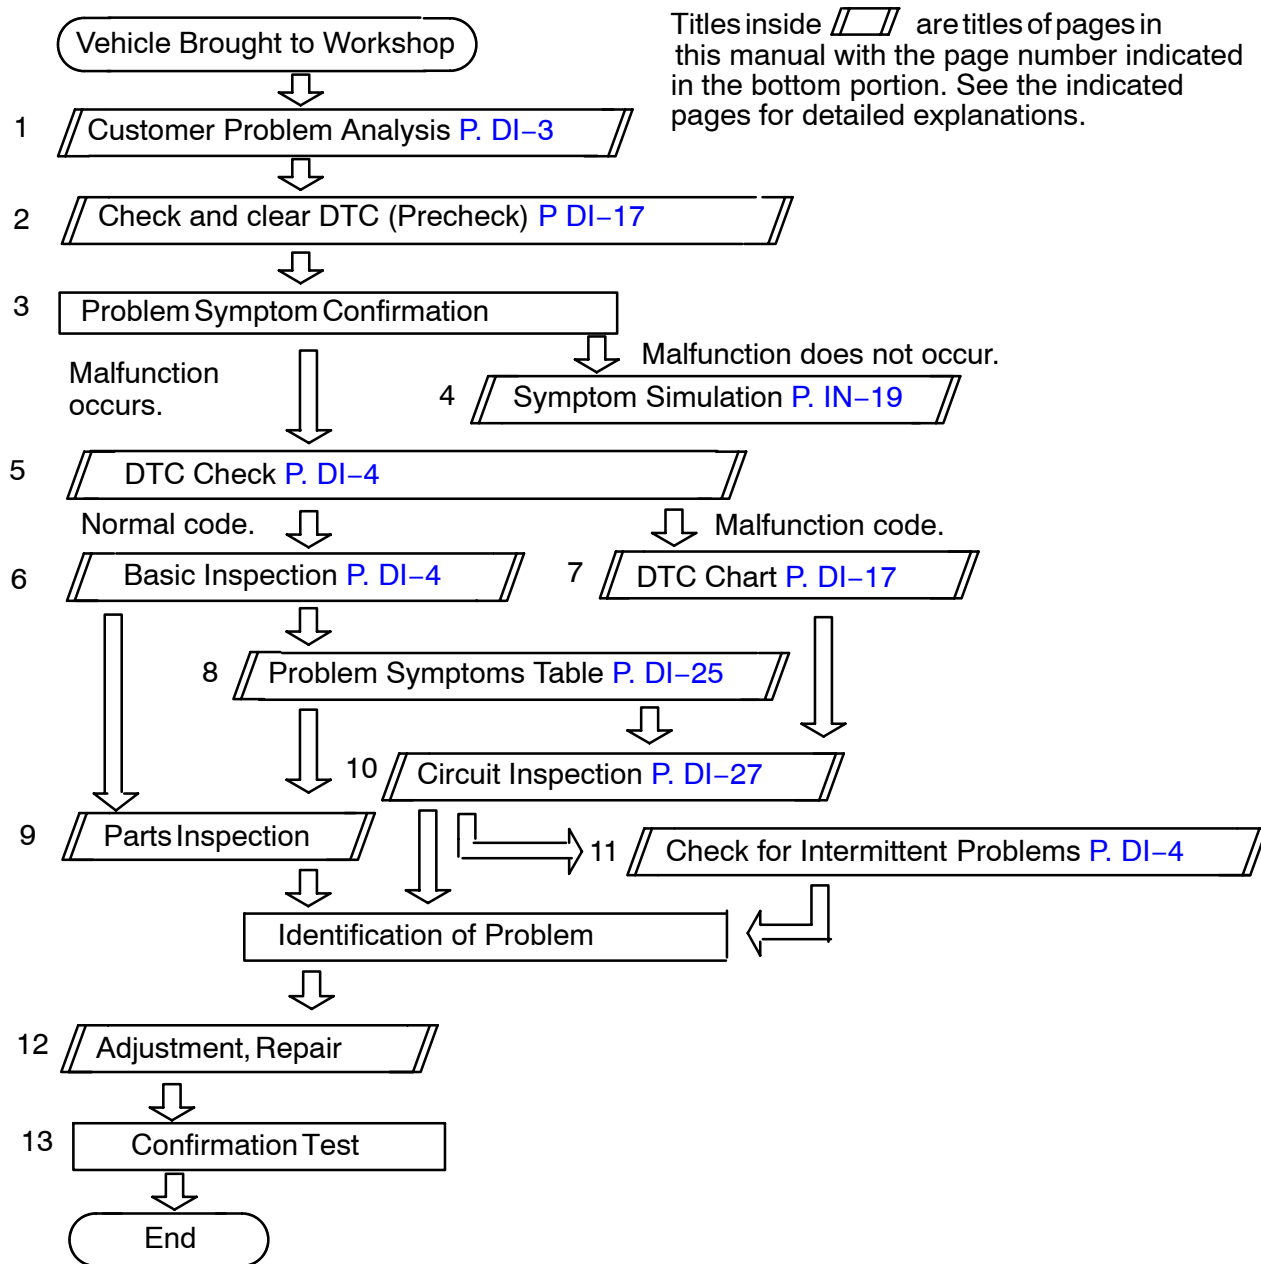 Vehicle Brought to Workshop
Titles inside are titles of pages in
this manual with the page number indicated
in the bottom portion. See the indicated
pages for detailed explanations.
1 Customer Problem Analysis P. DI–3
2 Check and clear DTC (Precheck) P DI–17
3 Problem Symptom Confirmation
Malfunction
occurs.
Malfunction does not occur.
4 Symptom Simulation P. IN–19
5 DTC Check P. DI–4
Normal code.
Malfunction code.
6 Basic Inspection P. DI–4
7 DTC Chart P. DI–17
8 Problem Symptoms Table P. DI–25
10 Circuit Inspection P. DI–27
9 Parts Inspection
11 Check for Intermittent Problems P. DI–4
Identification of Problem
12 Adjustment, Repair
13 Confirmation Test
End